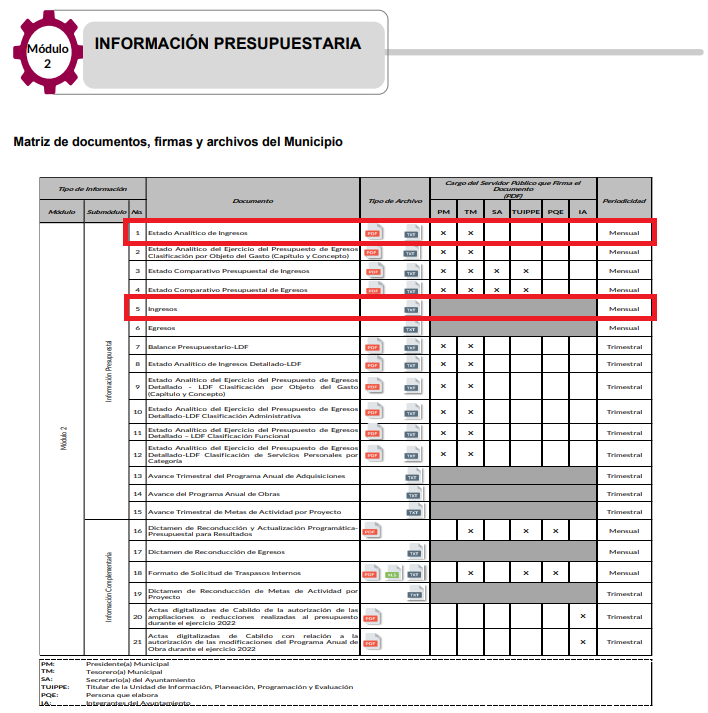 Módulo
2
INFORMACIÓN PRESUPUESTARIA
Matriz de documentos, firmas y archivos del Municipio
Tipo de Información
Documento
Tipo de Archivo
Cargo del Servidor Público que Firma el
Documento
(PDF)
Periodicidad
Módulo Submódulo No. PM TM SA TUIPPE PQE IA
Módulo 2
Información Presupuestal
1 Estado Analítico de Ingresos PDF TXT x x Mensual
2 Estado Analítico del Ejercicio del Presupuesto de Egresos
Clasificación por Objeto del Gasto (Capítulo y Concepto) PDF TXT x x Mensual
3 Estado Comparativo Presupuestal de Ingresos PDF TXT x x x x Mensual
4 Estado Comparativo Presupuestal de Egresos PDF TXT x x x x Mensual
5 Ingresos TXT Mensual
6 Egresos TXT Mensual
7 Balance Presupuestario-LDF PDF TXT x x Trimestral
8 Estado Analítico de Ingresos Detallado-LDF PDF TXT x x Trimestral
9 Estado Analítico del Ejercicio del Presupuesto de Egresos
Detallado - LDF Clasificación por Objeto del Gasto
(Capítulo y Concepto) PDF TXT x x Trimestral
10 Estado Analítico del Ejercicio del Presupuesto de Egresos
Detallado-LDF Clasificación Administrativa PDF TXT x x Trimestral
11 Estado Analítico del Ejercicio del Presupuesto de Egresos
Detallado – LDF Clasificación Funcional PDF TXT x x Trimestral
12 Estado Analítico del Ejercicio del Presupuesto de Egresos
Detallado-LDF Clasificación de Servicios Personales por
Categoría PDF TXT x x Trimestral
13 Avance Trimestral del Programa Anual de Adquisiciones TXT Trimestral
14 Avance del Programa Anual de Obras TXT Trimestral
15 Avance Trimestral de Metas de Actividad por Proyecto TXT Trimestral
Información Complementaria
16 Dictamen de Reconducción y Actualización Programática-
Presupuestal para Resultados PDF x x x Mensual
17 Dictamen de Reconducción de Egresos TXT Mensual
18 Formato de Solicitud de Traspasos Internos PDF XLS TXT x x x Mensual
19 Dictamen de Reconducción de Metas de Actividad por
Proyecto TXT Trimestral
20 Actas digitalizadas de Cabildo de la autorización de las
ampliaciones o reducciones realizadas al presupuesto
durante el ejercicio 2022 PDF x Trimestral
21 Actas digitalizadas de Cabildo con relación a la
autorización de las modificaciones del Programa Anual de
Obra durante el ejercicio 2022 PDF x Trimestral
PM: Presidente(a) Municipal
TM: Tesorero(a) Municipal
SA: Secretario(a) del Ayuntamiento
TUIPPE: Titular de la Unidad de Información, Planeación, Programación y Evaluación
PQE: Persona que elabora
IA: Integrantes del Ayuntamiento